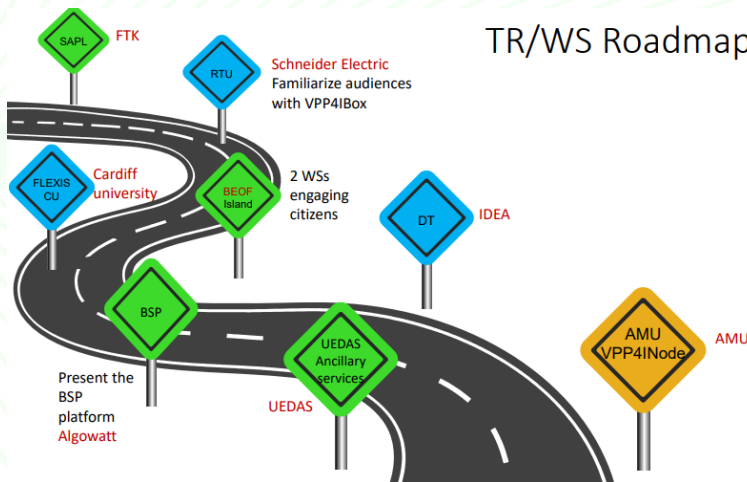 TR/WS Roadmap
SAPL
FTK
RTU
Schneider Electric
Familiarize audiences
with VPP4IBox
FLEXIS
CU
Cardiff
university
BEOF
Island
2 WSs
engaging
citizens
DT
IDEA
BSP
Present the
BSP
platform
Algowatt
UEDAS
Ancillary
services
UEDAS
AMU
VPP4INode
AMU